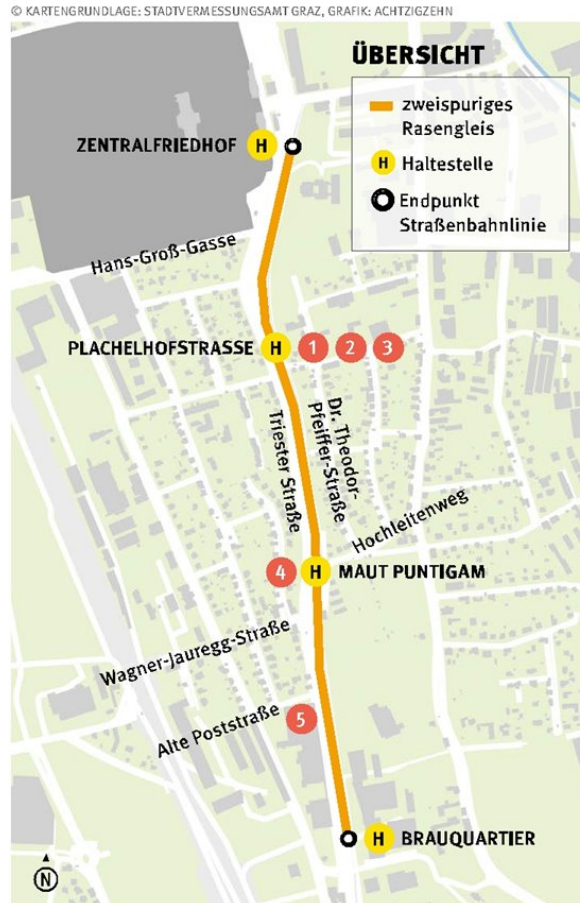 © KARTENGRUNDLAGE: STADTVERMESSUNGSAMT GRAZ, GRAFIK: ACHTZIGZEHN
ÜBERSICHT
zweispuriges
Rasengleis
H Haltestelle
Endpunkt
Straßenbahnlinie
ZENTRALFRIEDHOF H
Hans-Groß-Gasse
PLACHELHOFSTRASSE H 1 2 3
Triester Straße
Dr. Theodor-
Pfeiffer-Straße
Hochleitenweg
4 H MAUT PUNTIGAM
Wagner-Jauregg-Straße
Alte Poststraße 5
H BRAUQUARTIER
N